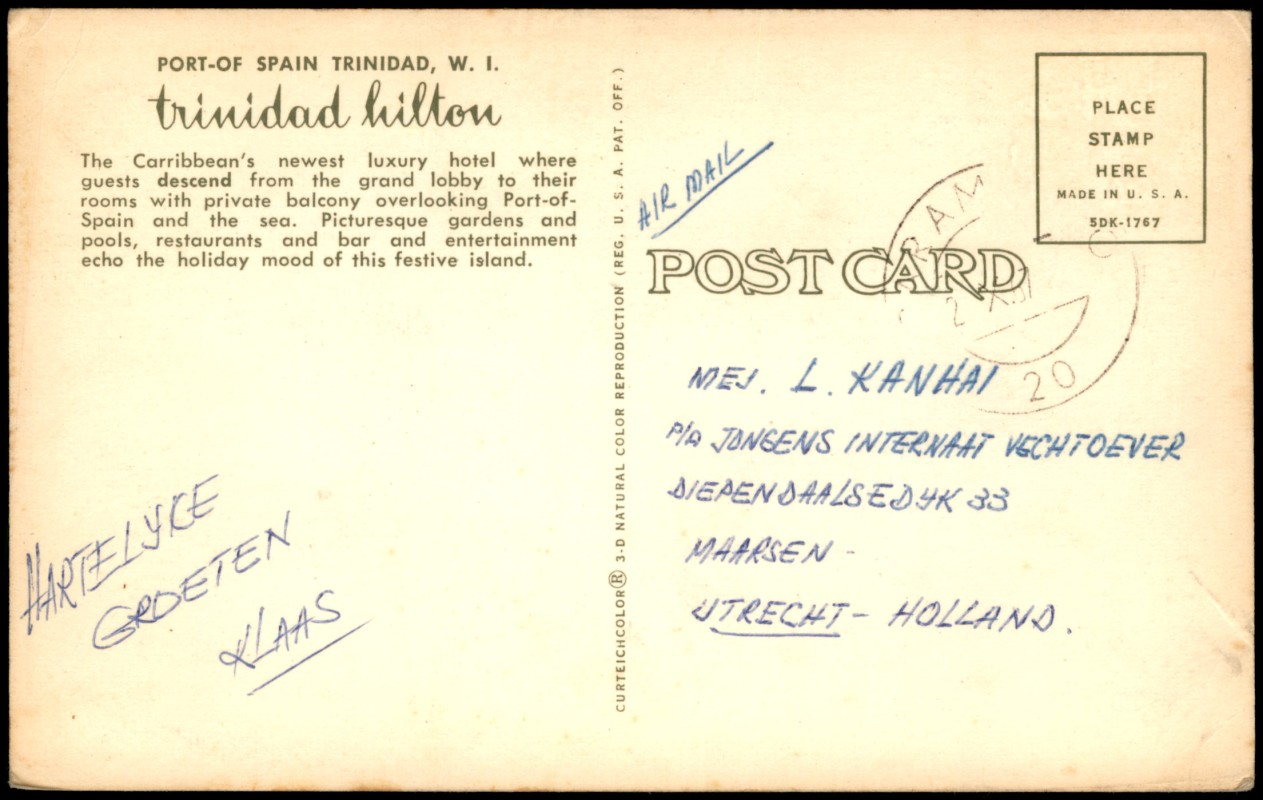 PORT-OF SPAIN TRINIDAD, W. I.
trinidad hilton
The Carribbean's newest luxury hotel where
guests descend from the grand lobby to their
rooms with private balcony overlooking Port-of-
Spain and the sea. Picturesque gardens and
pools, restaurants and bar and entertainment
echo the holiday mood of this festive island.
HARTELYKE
GROETEN
KLAAS
CURTEICHCOLOR® 3-D NATURAL COLOR REPRODUCTION (REG. U. S. A. PAT. OFF.)
AIR MAIL
PLACE
STAMP
HERE
MADE IN U. S. A.
5DK-1767
POST CARD
20
MEJ. L. KANHAI
P/A JONGENS INTERNAAT VECHTOEVER
DIEPENDAALSEDYK 33
MAARSEN -
UTRECHT - HOLLAND.